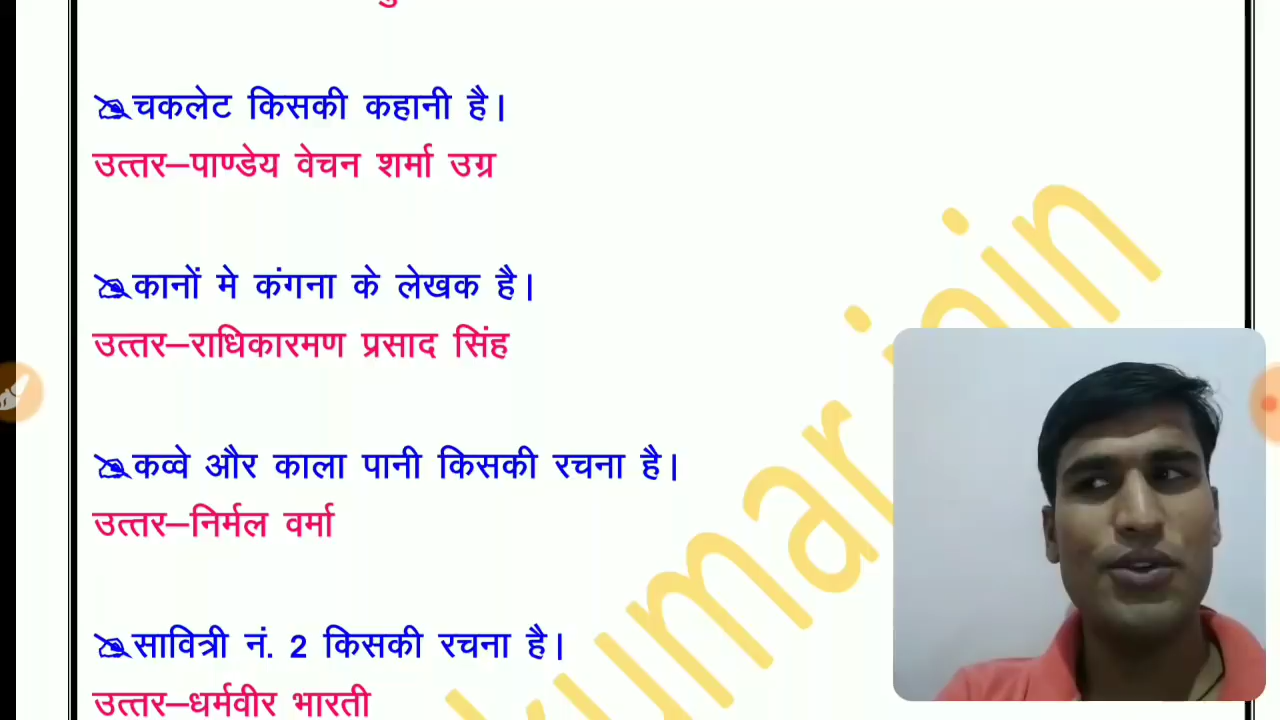 चकलेट किसकी कहानी है।
उत्तर–पाण्डेय वेचन शर्मा उग्र
कानों मे कंगना के लेखक है।
उत्तर–राधिकारमण प्रसाद सिंह
कव्वे और काला पानी किसकी रचना है।
उत्तर–निर्मल वर्मा
सावित्री नं. 2 किसकी रचना है।
उत्तर–धर्मवीर भारती
kumar